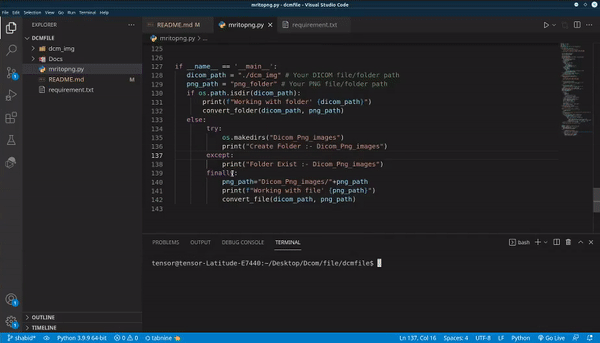 mritopng.py - dcmfile - Visual Studio Code
File Edit Selection View Go Run Terminal Help
EXPLORER
README.md M
mritopng.py
requirement.txt
mritopng.py > ...
DCMFILE
dcm_img
Docs
mritopng.py
README.md M
requirement.txt
125
126
127 if __name__ == '__main__':
128 dicom_path = "./dcm_img" # Your DICOM file/folder path
129 png_path = "png_folder" # Your PNG file/folder path
130 if os.path.isdir(dicom_path):
131 print(f"Working with folder' {dicom_path}")
132 convert_folder(dicom_path, png_path)
133 else:
134 try:
135 os.makedirs("Dicom_Png_images")
136 print("Create Folder :- Dicom_Png_images")
137 except:
138 print("Folder Exist :- Dicom_Png_images")
139 finally:
140 png_path="Dicom_Png_images/"+png_path
141 print(f"Working with file' {png_path}")
142 convert_file(dicom_path, png_path)
143
PROBLEMS OUTPUT DEBUG CONSOLE TERMINAL
bash
tensor@tensor-Latitude-E7440:~/Desktop/Dcom/file/dcmfile$
OUTLINE
TIMELINE
shabid* Python 3.9.9 64-bit 0 0 tabnine Ln 137, Col 16 Spaces: 4 UTF-8 LF Python Go Live